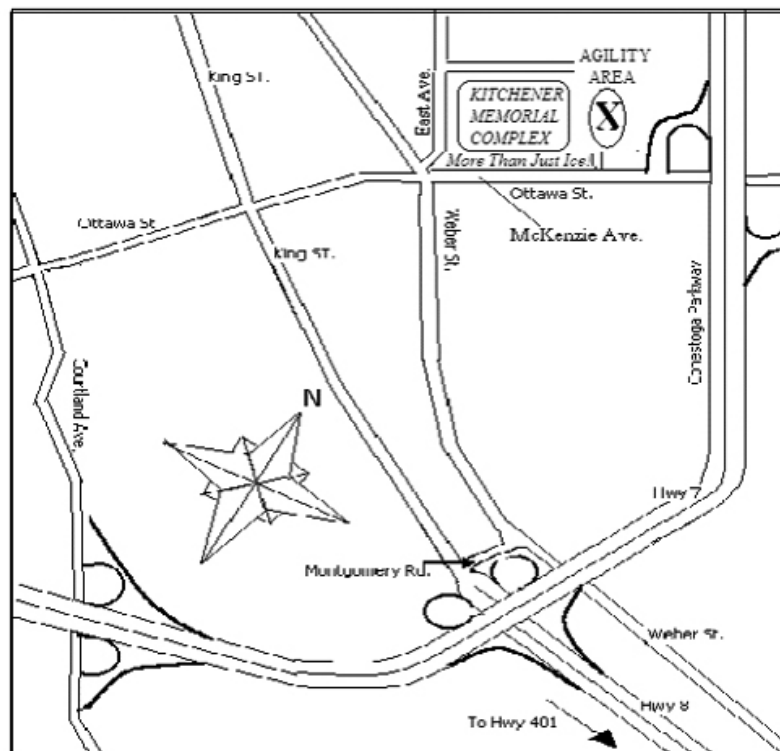 AGILITY
AREA
King ST.
East Ave.
KITCHENER
MEMORIAL
COMPLEX
X
More Than Just Ice!
Ottawa St.
Ottawa St
McKenzie Ave.
King ST.
Weber St.
Conestoga Parkway
Courtland Ave.
N
Hwy 7
Montgomery Rd.
Weber St.
Hwy 8
To Hwy 401